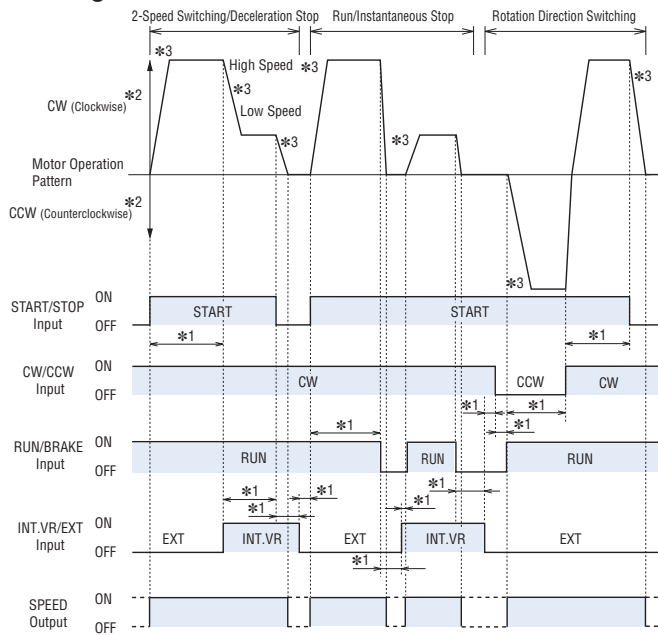 2-Speed Switching/Deceleration Stop Run/Instantaneous Stop Rotation Direction Switching
✱3 High Speed ✱3 ✱3
✱2
CW (Clockwise) ✱3
Low Speed
✱3 ✱3
Motor Operation
Pattern
✱2
CCW (Counterclockwise)
✱3
START/STOP
Input
ON
OFF
START START
✱1 ✱1
CW/CCW
Input
ON
OFF
CW CCW CW
✱1 ✱1 ✱1
✱1
RUN/BRAKE
Input
ON
OFF
RUN RUN RUN
✱1 ✱1 ✱1 ✱1
✱1
INT.VR/EXT
Input
ON
OFF
EXT INT.VR EXT INT.VR EXT
✱1
SPEED
Output
ON
OFF